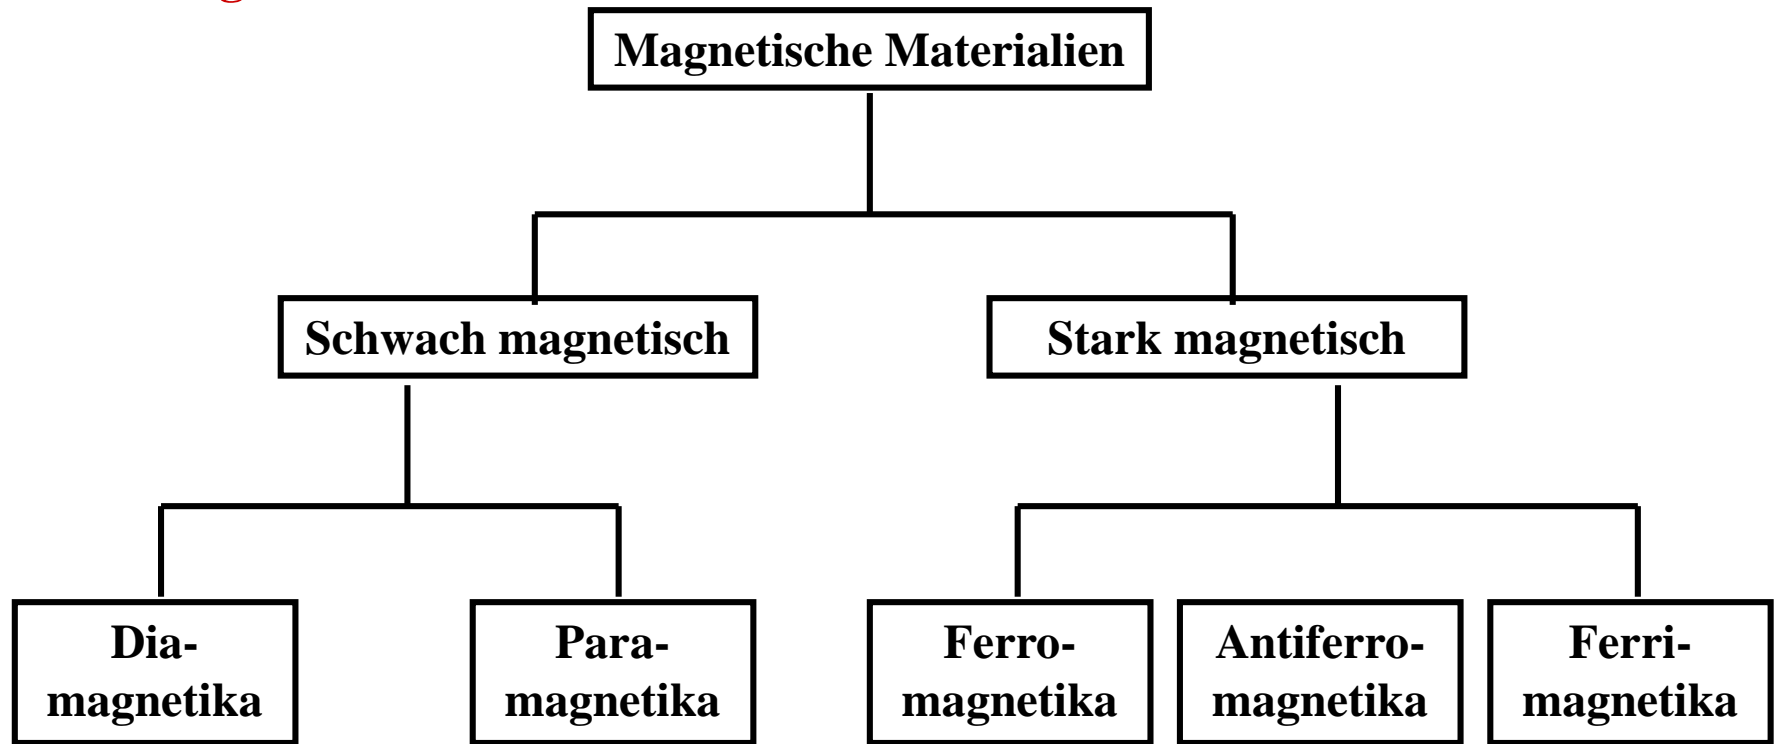 Magnetische Materialien
Schwach magnetisch
Stark magnetisch
Dia-
magnetika
Para-
magnetika
Ferro-
magnetika
Antiferro-
magnetika
Ferri-
magnetika